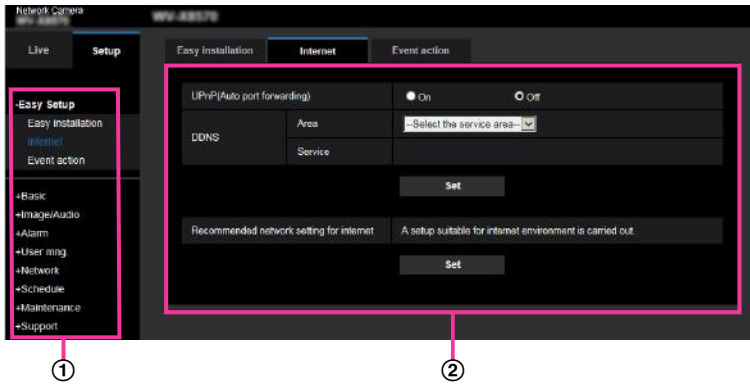 Network Camera
Live
Setup
Easy Installation
Internet
Event action
-Easy Setup
Easy installation
Internet
Event action
+Basic
+Image/Audio
+Alarm
+User mng.
+Network
+Schedule
+Maintenance
+Support
UPnP(Auto port forwarding)
On
Off
DDNS
Area
--Select the service area--
Service
Set
Recommended network setting for internet
A setup suitable for internet environment is carried out.
Set
①
②